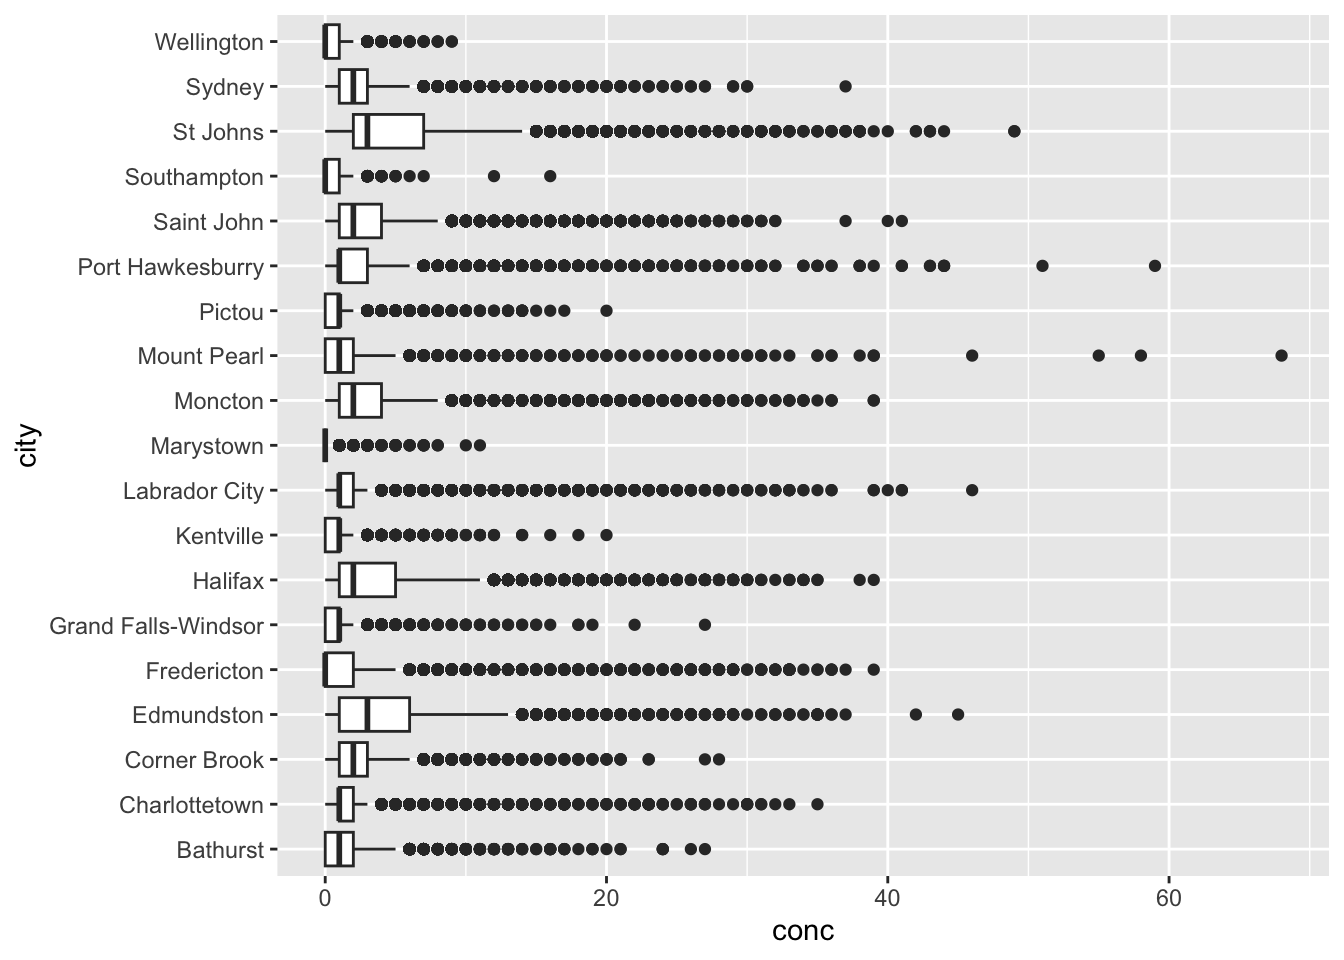 Wellington
Sydney
St Johns
Southampton
Saint John
Port Hawkesburry
Pictou
Mount Pearl
Moncton
Marystown
Labrador City
Kentville
Halifax
Grand Falls-Windsor
Fredericton
Edmundston
Corner Brook
Charlottetown
Bathurst
city
0 20 40 60
conc